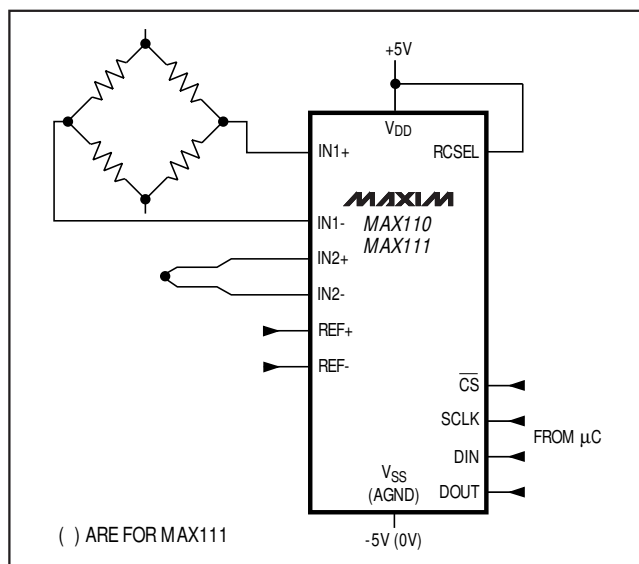 +5V
VDD
RCSEL
IN1+
MAXIM
IN1-
MAX110
MAX111
IN2+
IN2-
REF+
REF-
CS
SCLK
FROM μC
DIN
VSS
(AGND)
DOUT
( ) ARE FOR MAX111
-5V (0V)